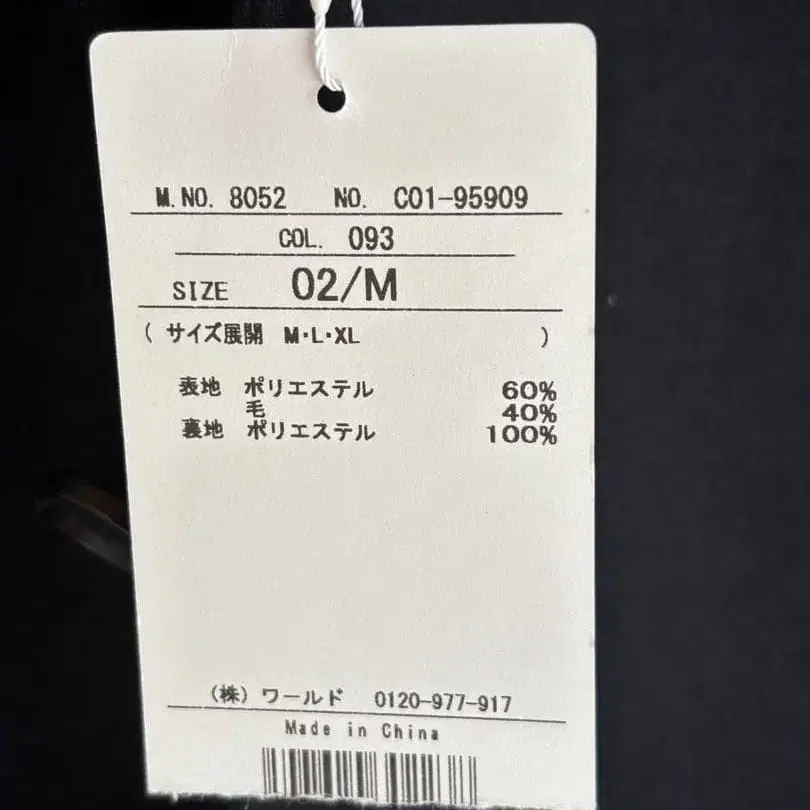 M.NO. 8052 NO. C01-95909
COL. 093
SIZE 02/M
( サイズ展開 M・L・XL )
表地 ポリエステル 60%
毛 40%
裏地 ポリエステル 100%
(株) ワールド 0120-977-917
Made in China